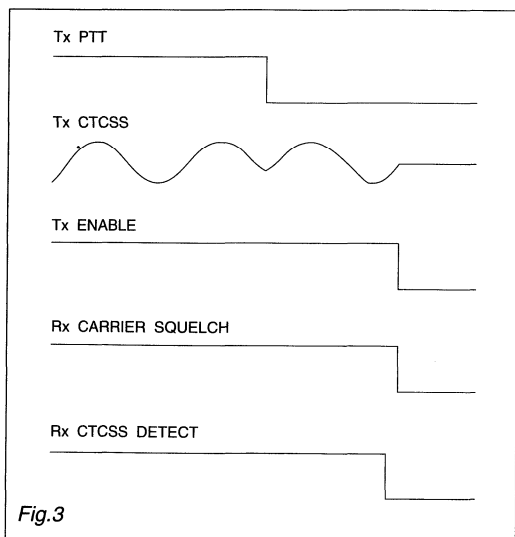 Tx PTT
Tx CTCSS
Tx ENABLE
Rx CARRIER SQUELCH
Rx CTCSS DETECT
Fig.3